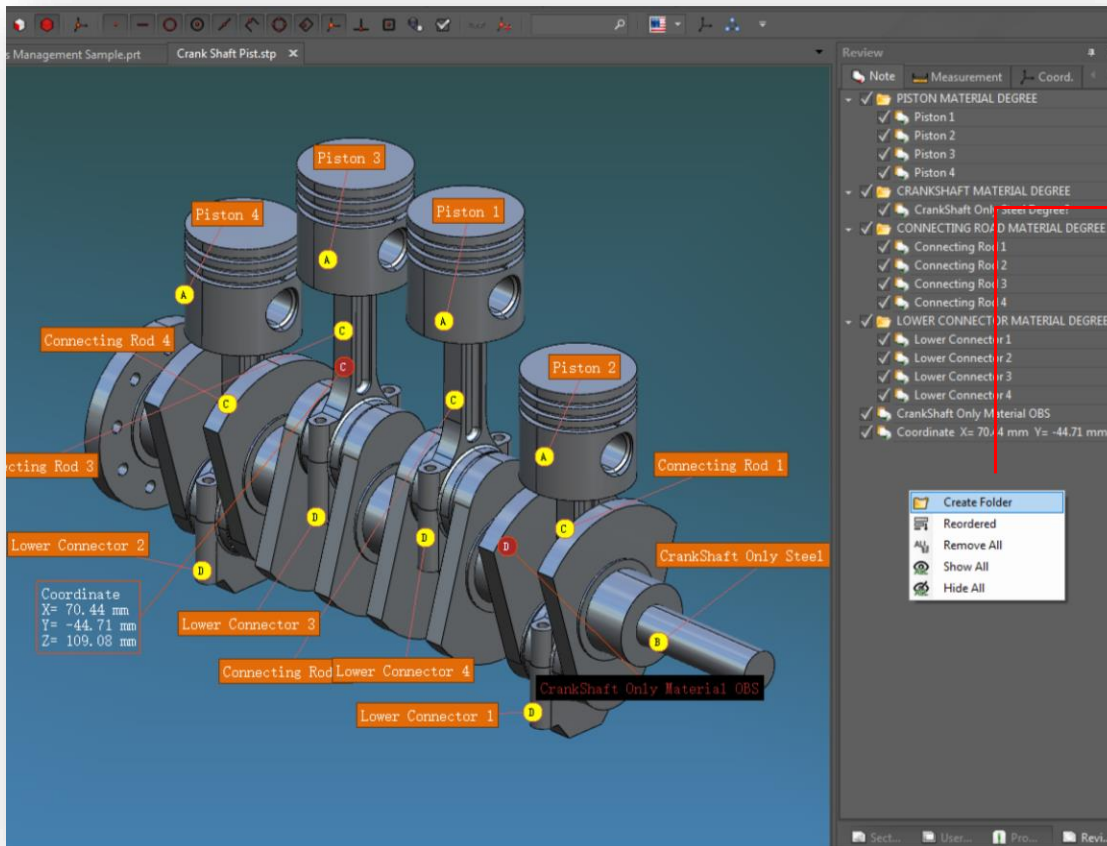 s Management Sample.prt
Crank Shaft Pist.stp
Review
Note
Measurement
Coord.
PISTON MATERIAL DEGREE
Piston 1
Piston 2
Piston 3
Piston 4
CRANKSHAFT MATERIAL DEGREE
CrankShaft Only Steel Degree?
CONNECTING ROAD MATERIAL DEGREE
Connecting Rod 1
Connecting Rod 2
Connecting Rod 3
Connecting Rod 4
LOWER CONNECTOR MATERIAL DEGREE
Lower Connector 1
Lower Connector 2
Lower Connector 3
Lower Connector 4
CrankShaft Only Material OBS
Coordinate X= 70.44 mm Y= -44.71 mm
Create Folder
Reordered
ALL
Remove All
Show All
Hide All
Piston 3
Piston 4
Piston 1
A
A
A
Connecting Rod 4
C
C
Piston 2
C
C
A
ecting Rod 3
Connecting Rod 1
D
C
D
D
Lower Connector 2
CrankShaft Only Steel
D
Coordinate
X= 70.44 mm
Y= -44.71 mm
Z= 109.08 mm
Lower Connector 3
B
Connecting Rod
Lower Connector 4
CrankShaft Only Material OBS
Lower Connector 1
D
Sect...
User...
Pro...
Revi...